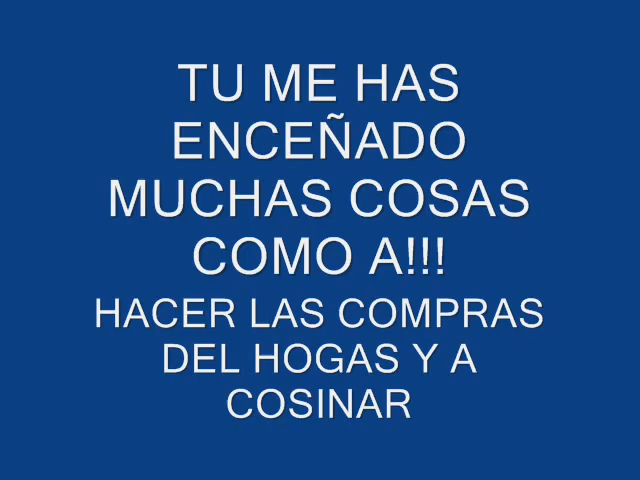 TU ME HAS
ENCEÑADO
MUCHAS COSAS
COMO A!!!
HACER LAS COMPRAS
DEL HOGAS Y A
COSINAR